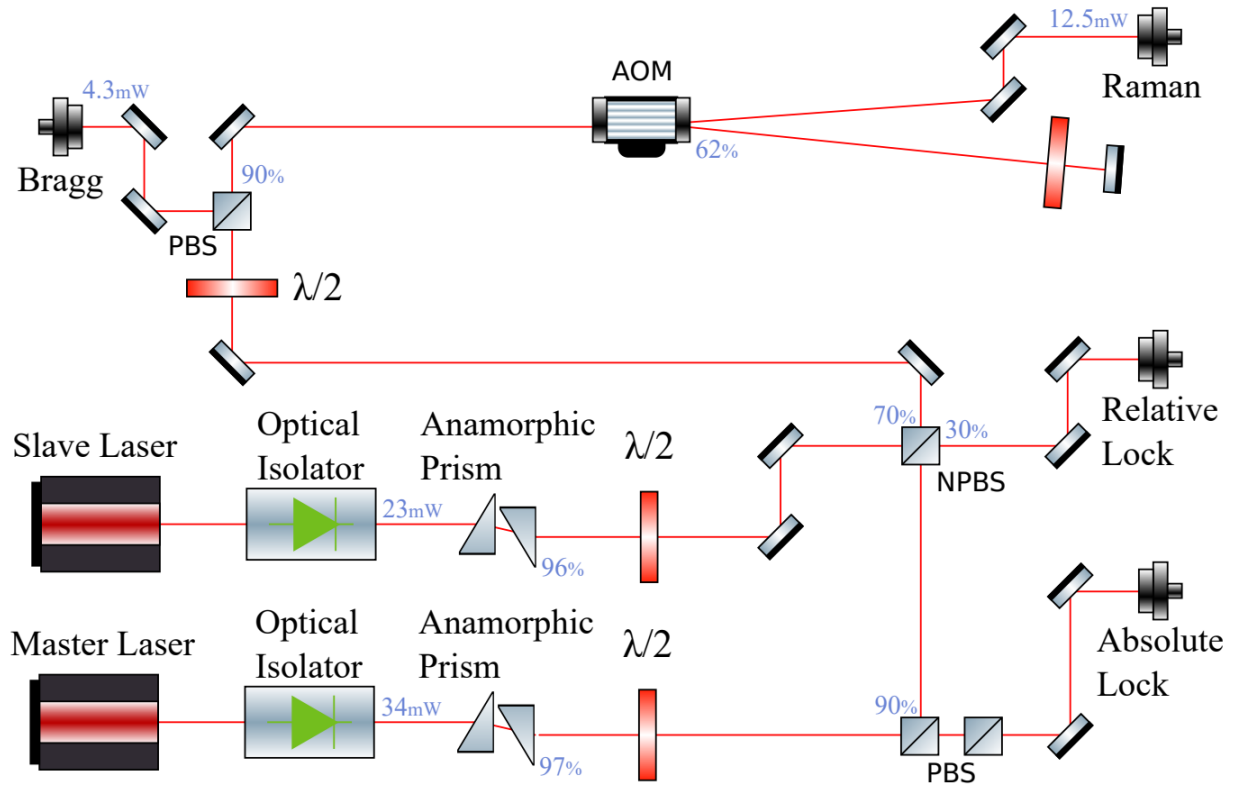 12.5mW
AOM
Raman
4.3mW
62%
Bragg
90%
PBS
λ/2
70%
30%
Relative
Lock
NPBS
Slave Laser
Optical
Isolator
Anamorphic
Prism
λ/2
23mW
96%
Master Laser
Optical
Isolator
Anamorphic
Prism
λ/2
Absolute
Lock
34mW
90%
97%
PBS